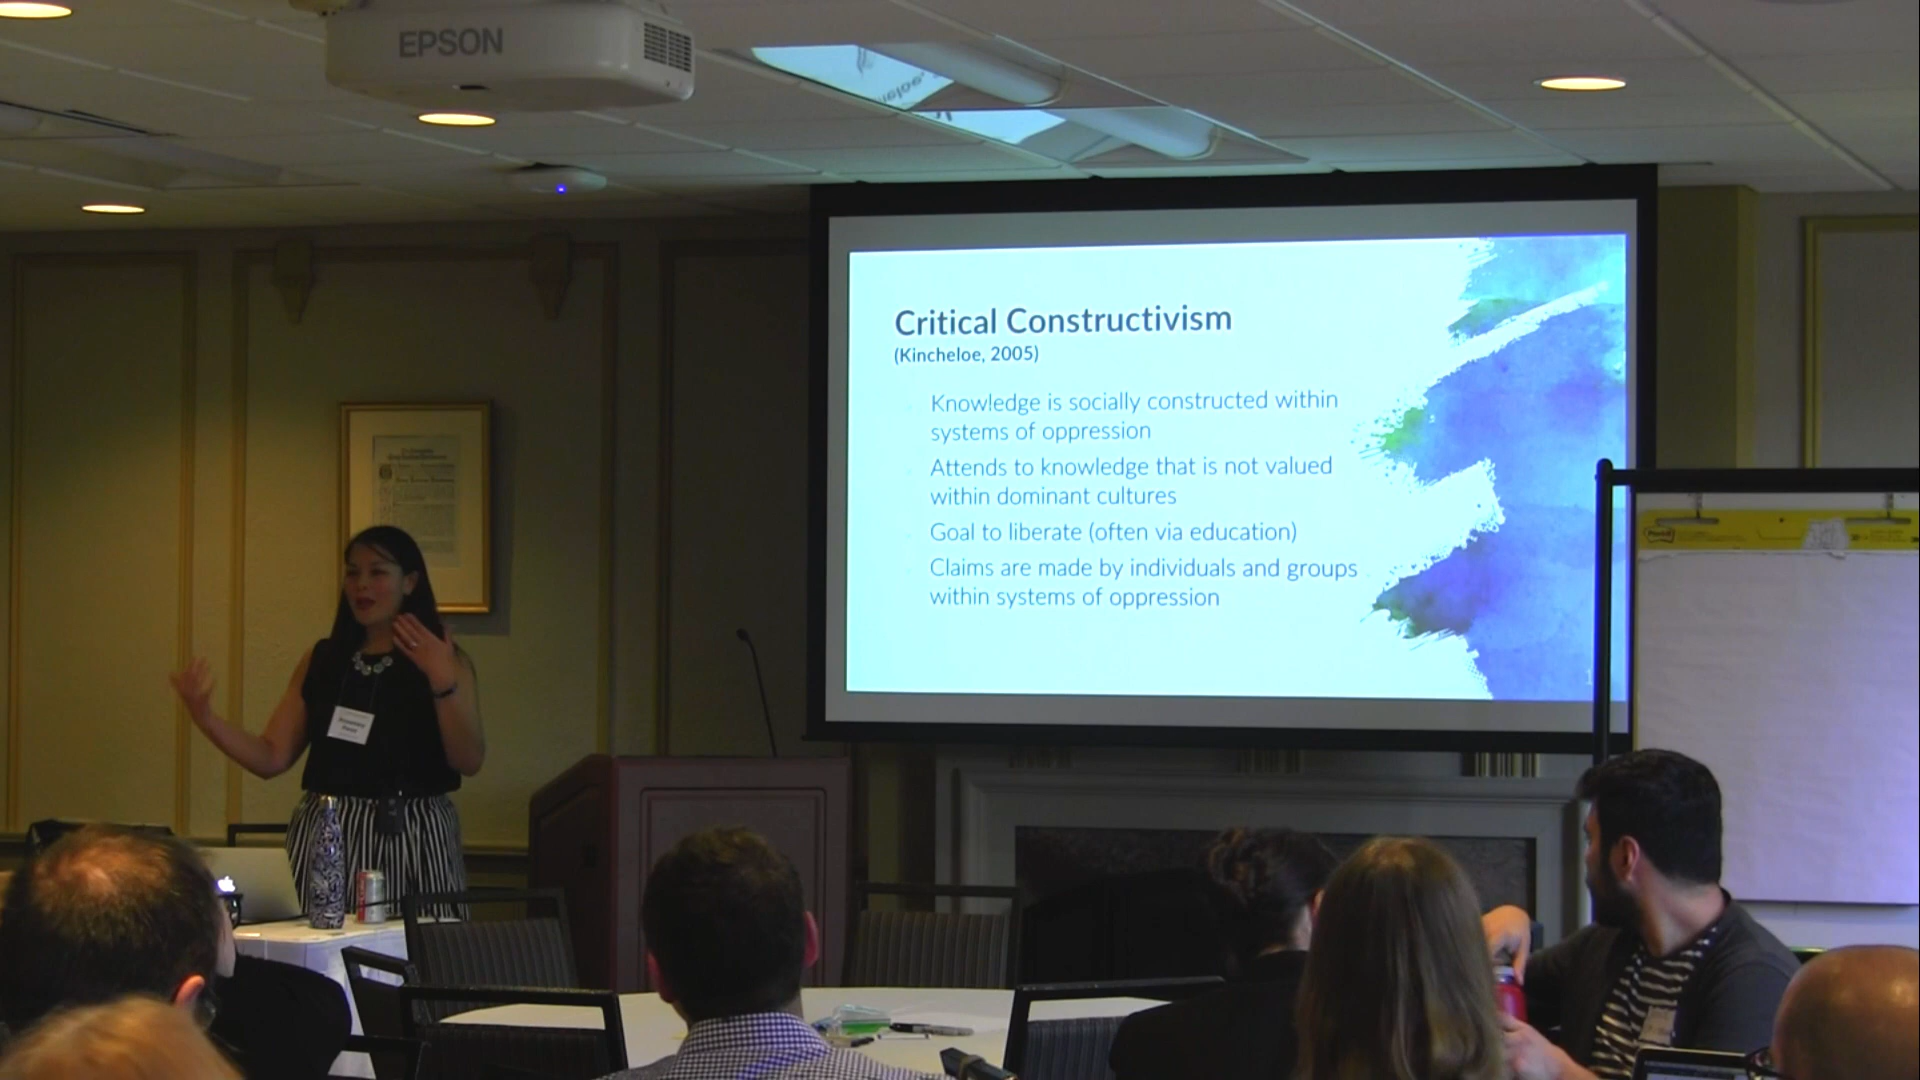 EPSON
Critical Constructivism
(Kincheloe, 2005)
Knowledge is socially constructed within
systems of oppression
Attends to knowledge that is not valued
within dominant cultures
Goal to liberate (often via education)
Claims are made by individuals and groups
within systems of oppression